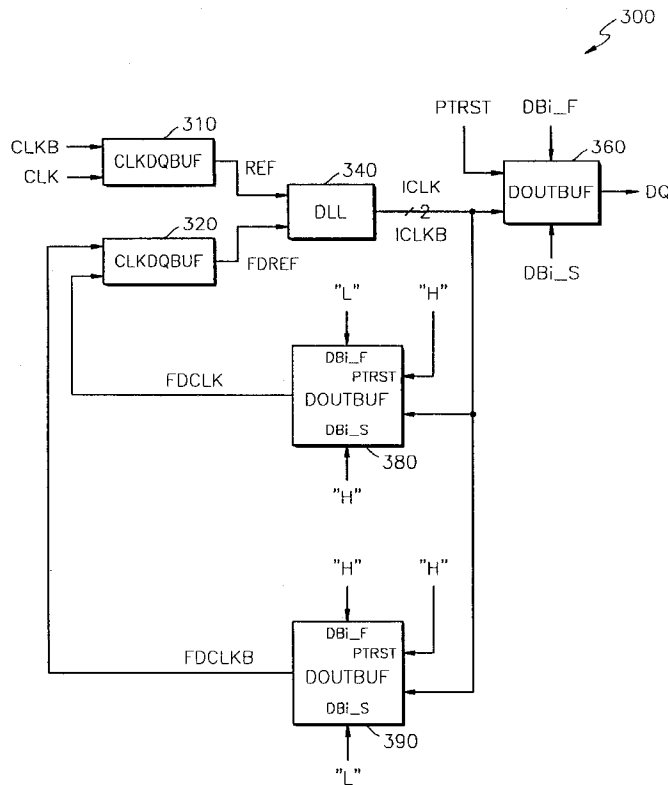 300
PTRST
DBi_F
310
360
CLKB
CLK
CLKDQBUF
REF
340
ICLK
DOUTBUF
DQ
DLL
2
320
ICLKB
CLKDQBUF
FDREF
DBi_S
"L"
"H"
FDCLK
DBi_F
PTRST
DOUTBUF
DBi_S
380
"H"
"H"
"H"
DBi_F
PTRST
FDCLKB
DOUTBUF
DBi_S
390
"L"